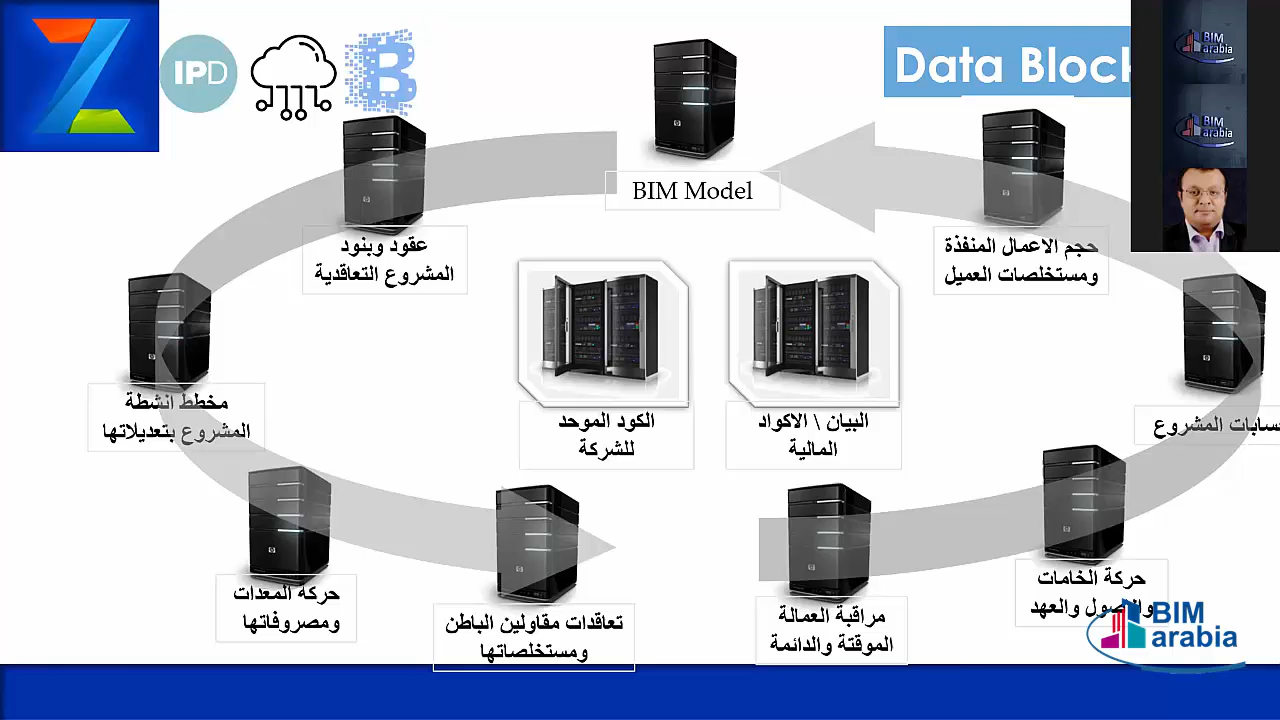 IPD
Data Block
BIM
arabia
BIM
arabia
BIM Model
عقود وبنود
المشروع التعاقدية
حجم الاعمال المنفذة
ومستخلصات العميل
مخطط انشطة
المشروع بتعديلاتها
الكود الموحد
للشركة
البيان \ الاكواد
المالية
سابات المشروع
حركة المعدات
ومصروفاتها
تعاقدات مقاولين الباطن
ومستخلصاتها
مراقبة العمالة
الموقتة والدائمة
حركة الخامات
والعهد
BIM
arabia